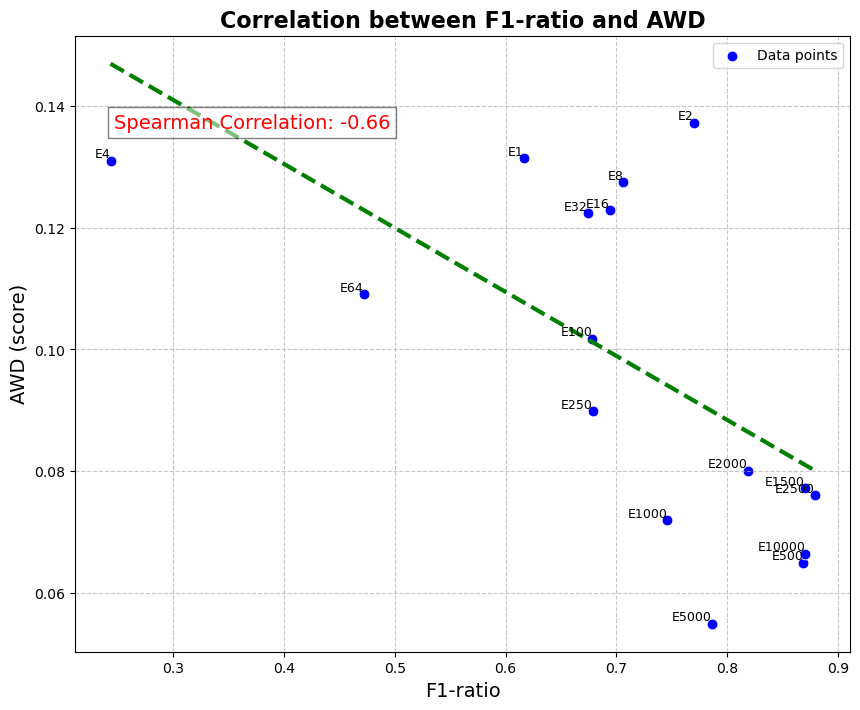 Correlation between F1-ratio and AWD
Data points
Spearman Correlation: -0.66
E4
E1
E2
E8
E32
E16
E64
E100
E250
E2000
E1500
E2500
E1000
E10000
E500
E5000
0.14
0.12
0.10
0.08
0.06
AWD (score)
0.3 0.4 0.5 0.6 0.7 0.8 0.9
F1-ratio